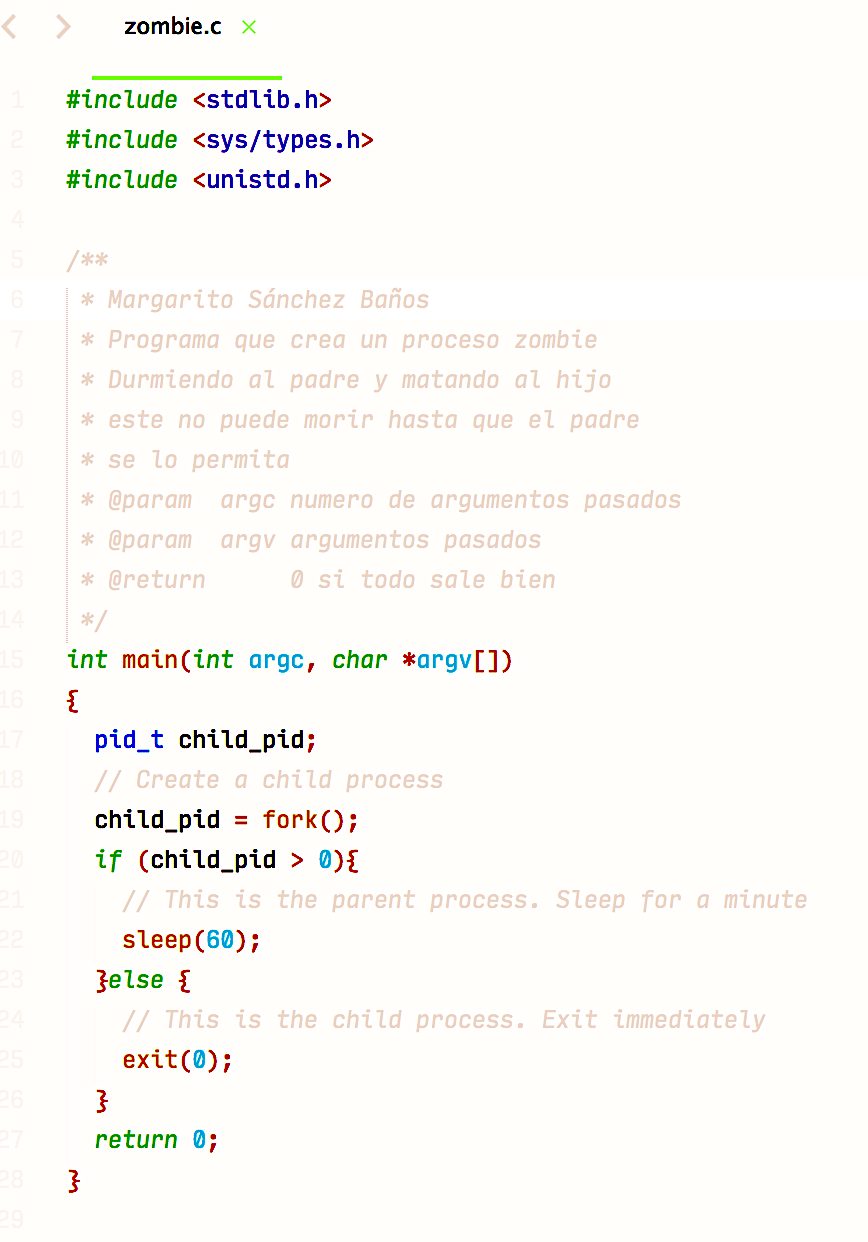 zombie.c ×
1 #include <stdlib.h>
2 #include <sys/types.h>
3 #include <unistd.h>
4
5 /**
6 * Margarito Sánchez Baños
7 * Programa que crea un proceso zombie
8 * Durmiendo al padre y matando al hijo
9 * este no puede morir hasta que el padre
10 * se lo permita
11 * @param  argc numero de argumentos pasados
12 * @param  argv argumentos pasados
13 * @return      0 si todo sale bien
14 */
15 int main(int argc, char *argv[])
16 {
17   pid_t child_pid;
18   // Create a child process
19   child_pid = fork();
20   if (child_pid > 0){
21     // This is the parent process. Sleep for a minute
22     sleep(60);
23   }else {
24     // This is the child process. Exit immediately
25     exit(0);
26   }
27   return 0;
28 }
29